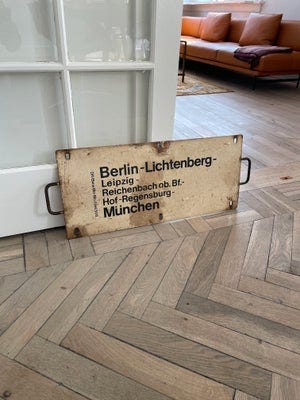 Berlin-Lichtenberg-
Leipzig-
Reichenbach ob. Bf.-
Hof-Regensburg-
München